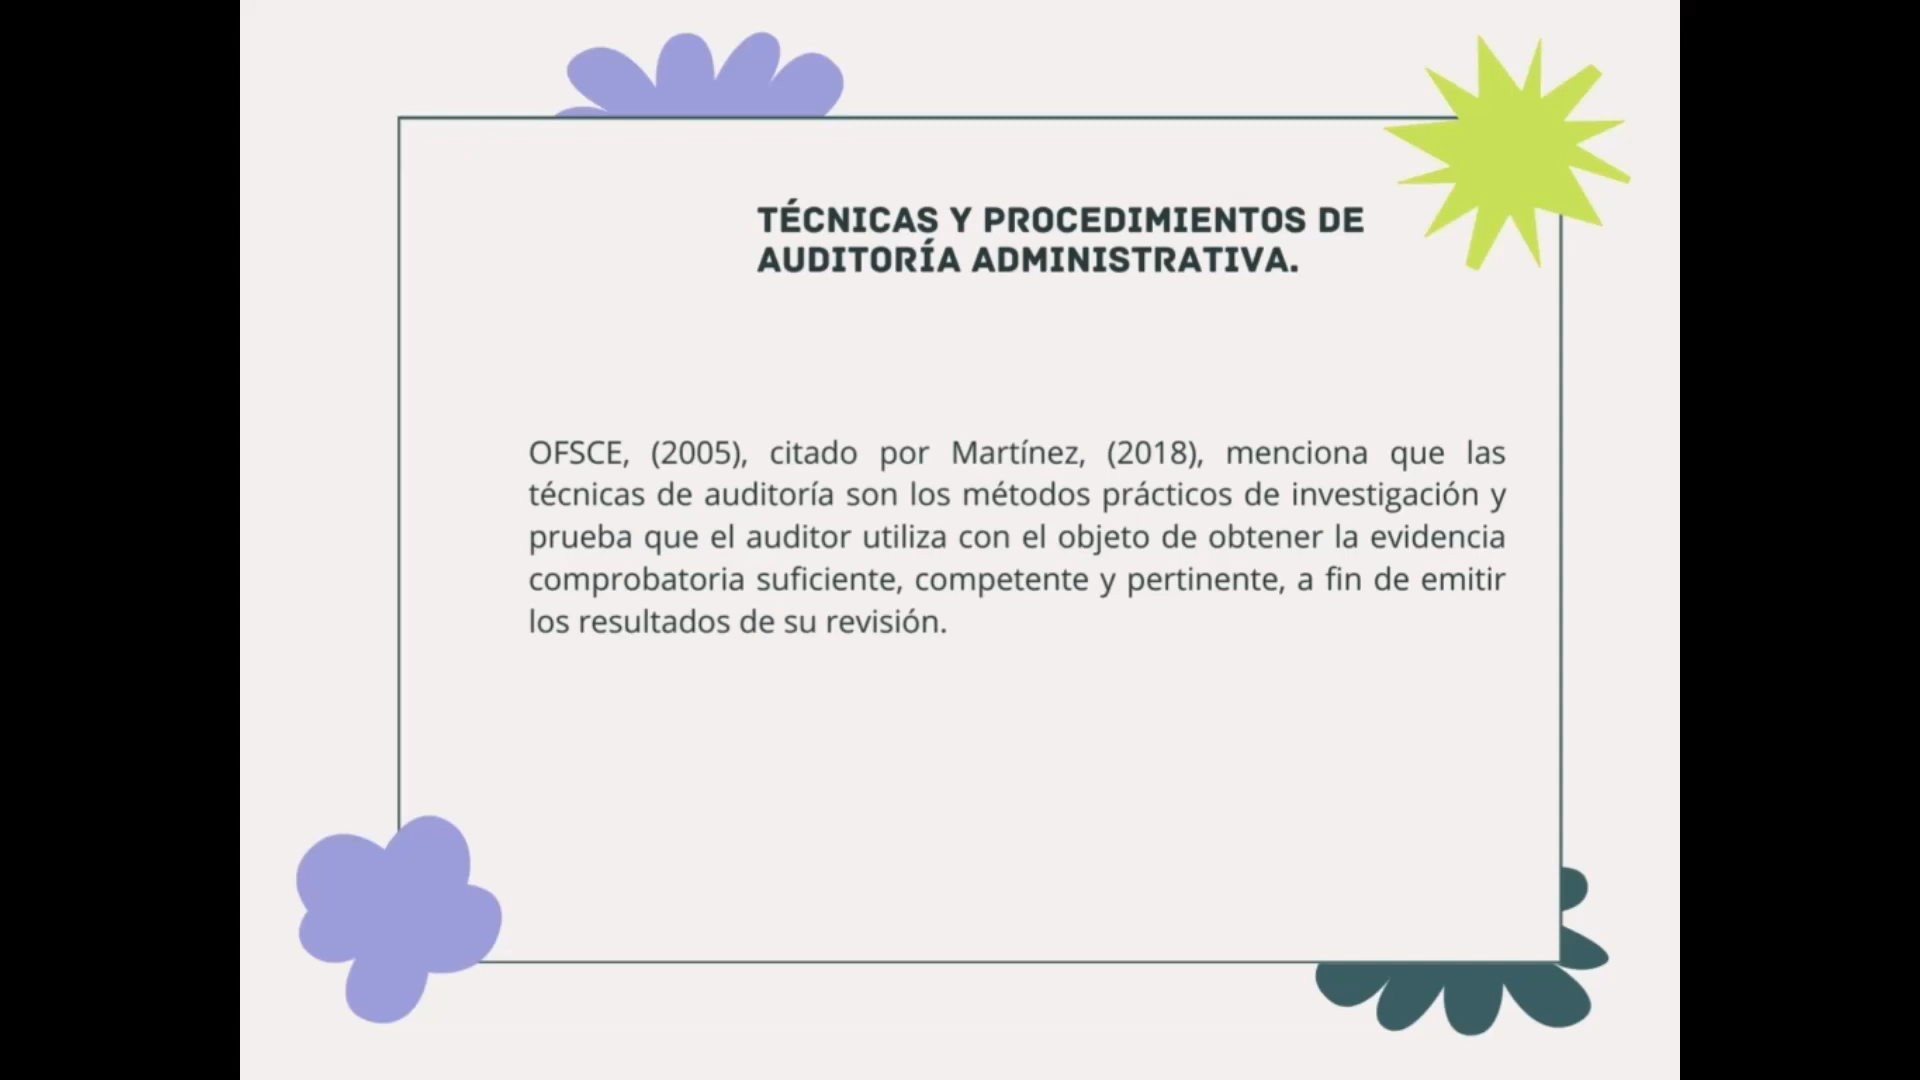 TÉCNICAS Y PROCEDIMIENTOS DE
AUDITORÍA ADMINISTRATIVA.
OFSCE, (2005), citado por Martínez, (2018), menciona que las
técnicas de auditoría son los métodos prácticos de investigación y
prueba que el auditor utiliza con el objeto de obtener la evidencia
comprobatoria suficiente, competente y pertinente, a fin de emitir
los resultados de su revisión.